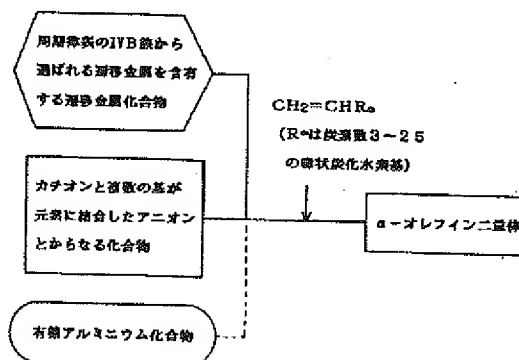 周期律表のIVB族から
選ばれる遷移金属を含有
する遷移金属化合物
CH2=CHRa
(Raは炭素数3~25
の鎖状炭化水素基)
カチオンと複数の基が
元素に結合したアニオン
とからなる化合物
α-オレフィン二量体
有機アルミニウム化合物